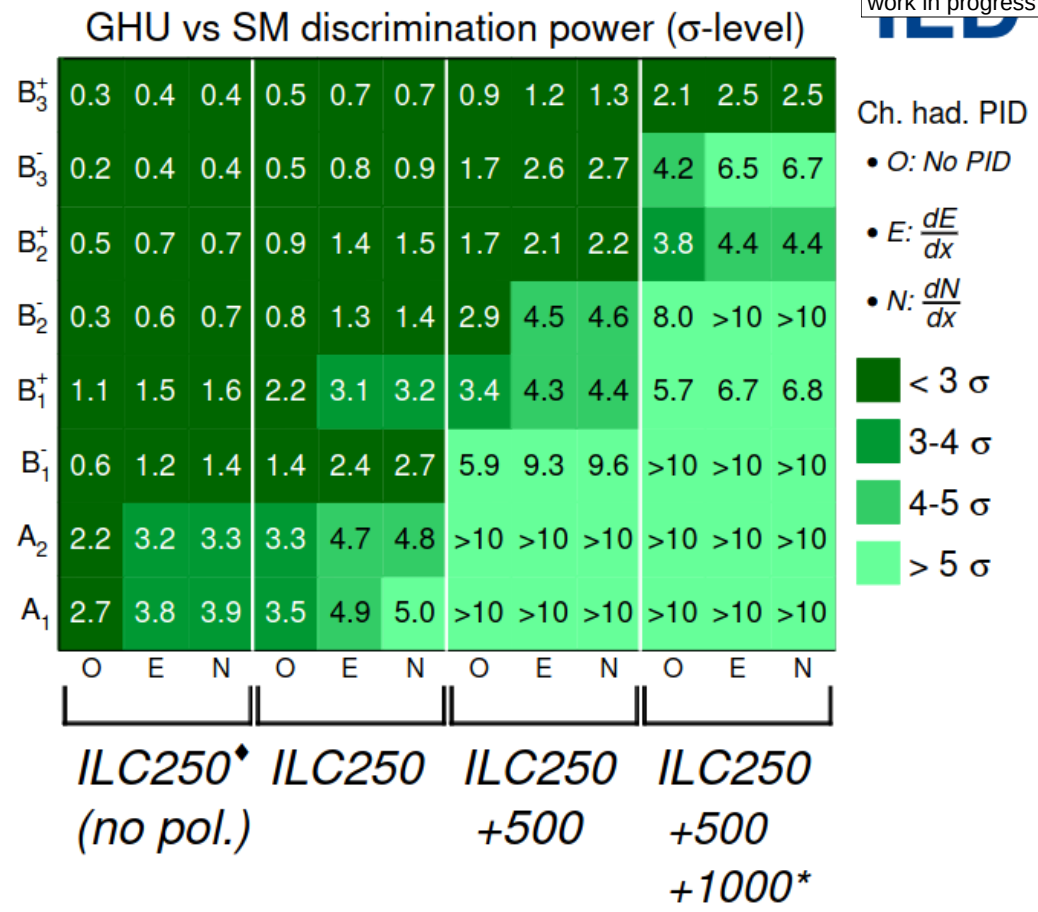 work in progress
ILD
GHU vs SM discrimination power (σ-level)
B₃⁺ 0.3 0.4 0.4 0.5 0.7 0.7 0.9 1.2 1.3 2.1 2.5 2.5
B₃⁻ 0.2 0.4 0.4 0.5 0.8 0.9 1.7 2.6 2.7 4.2 6.5 6.7
B₂⁺ 0.5 0.7 0.7 0.9 1.4 1.5 1.7 2.1 2.2 3.8 4.4 4.4
B₂⁻ 0.3 0.6 0.7 0.8 1.3 1.4 2.9 4.5 4.6 8.0 >10 >10
B₁⁺ 1.1 1.5 1.6 2.2 3.1 3.2 3.4 4.3 4.4 5.7 6.7 6.8
B₁⁻ 0.6 1.2 1.4 1.4 2.4 2.7 5.9 9.3 9.6 >10 >10 >10
A₂ 2.2 3.2 3.3 3.3 4.7 4.8 >10 >10 >10 >10 >10 >10
A₁ 2.7 3.8 3.9 3.5 4.9 5.0 >10 >10 >10 >10 >10 >10
O E N O E N O E N O E N
ILC250♦ ILC250 ILC250 ILC250
(no pol.) +500 +500
+1000*
Ch. had. PID
• O: No PID
• E: dE/dx
• N: dN/dx
< 3 σ
3-4 σ
4-5 σ
> 5 σ